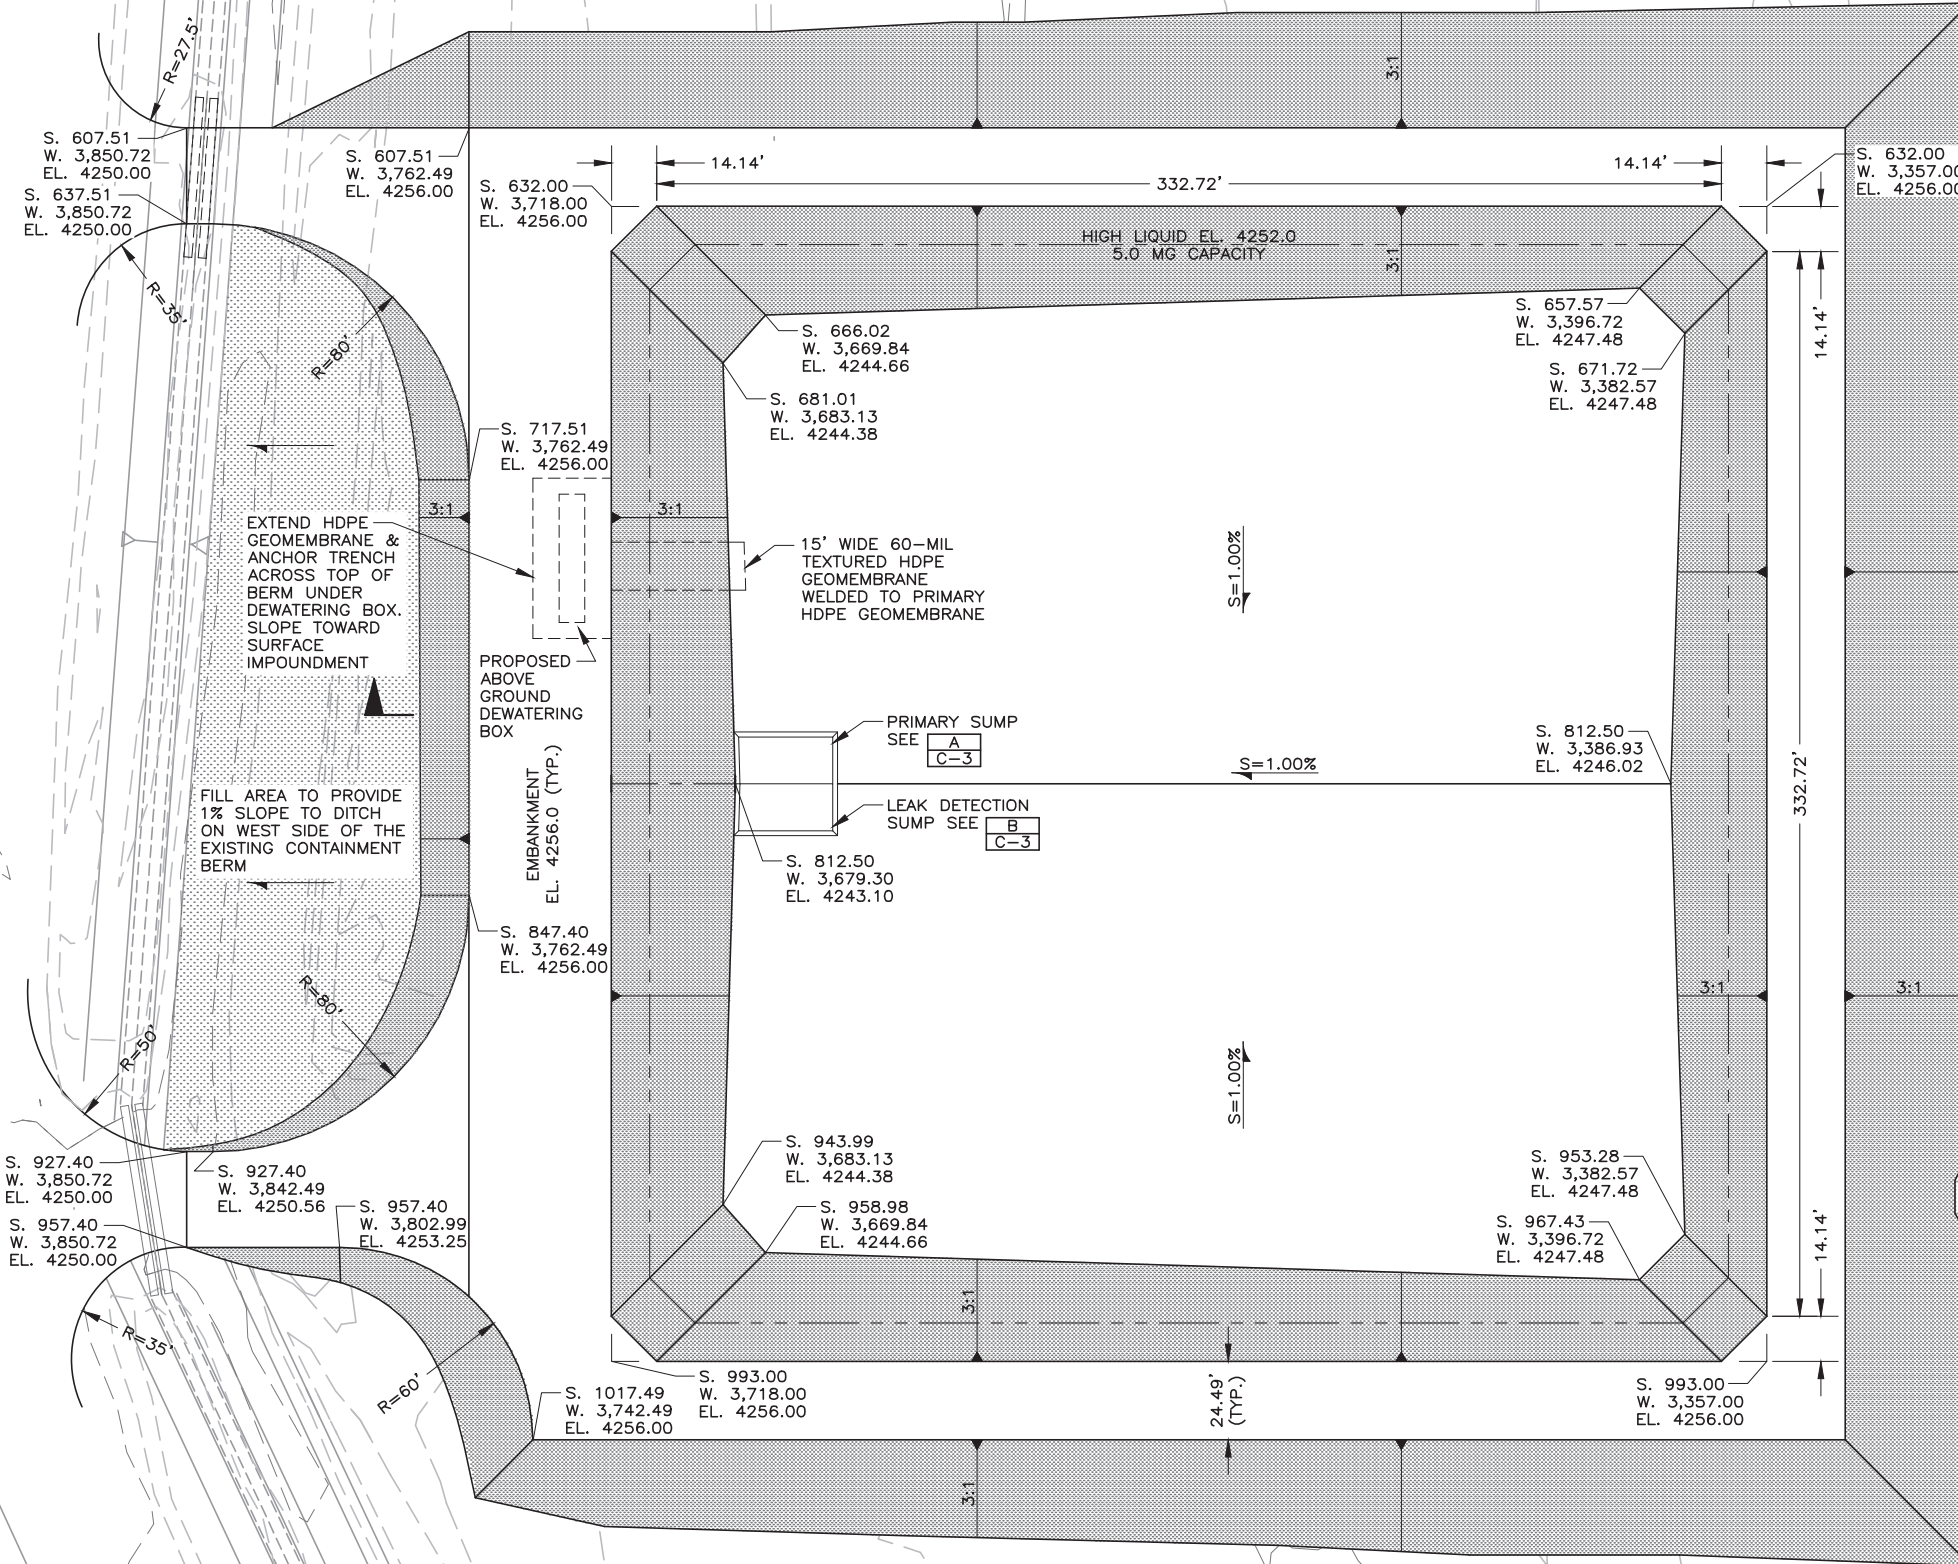 R=27.5'
S. 607.51
W. 3,850.72
EL. 4250.00
S. 637.51
W. 3,850.72
EL. 4250.00
S. 607.51
W. 3,762.49
EL. 4256.00
S. 632.00
W. 3,718.00
EL. 4256.00
14.14'
332.72'
14.14'
3:1
S. 632.00
W. 3,357.00
EL. 4256.00
HIGH LIQUID EL. 4252.0
5.0 MG CAPACITY
3:1
R=35'
R=80'
S. 666.02
W. 3,669.84
EL. 4244.66
S. 681.01
W. 3,683.13
EL. 4244.38
S. 657.57
W. 3,396.72
EL. 4247.48
S. 671.72
W. 3,382.57
EL. 4247.48
14.14'
S. 717.51
W. 3,762.49
EL. 4256.00
3:1
3:1
EXTEND HDPE
GEOMEMBRANE &
ANCHOR TRENCH
ACROSS TOP OF
BERM UNDER
DEWATERING BOX.
SLOPE TOWARD
SURFACE
IMPOUNDMENT
15' WIDE 60-MIL
TEXTURED HDPE
GEOMEMBRANE
WELDED TO PRIMARY
HDPE GEOMEMBRANE
S=1.00%
PROPOSED
ABOVE
GROUND
DEWATERING
BOX
EMBANKMENT
EL. 4256.0 (TYP.)
PRIMARY SUMP
SEE
A
C-3
S=1.00%
S. 812.50
W. 3,386.93
EL. 4246.02
332.72'
FILL AREA TO PROVIDE
1% SLOPE TO DITCH
ON WEST SIDE OF THE
EXISTING CONTAINMENT
BERM
LEAK DETECTION
SUMP SEE
B
C-3
S. 812.50
W. 3,679.30
EL. 4243.10
S. 847.40
W. 3,762.49
EL. 4256.00
R=80'
R=50'
3:1
3:1
S=1.00%
S. 927.40
W. 3,850.72
EL. 4250.00
S. 927.40
W. 3,842.49
EL. 4250.56
S. 957.40
W. 3,850.72
EL. 4250.00
S. 957.40
W. 3,802.99
EL. 4253.25
S. 943.99
W. 3,683.13
EL. 4244.38
S. 958.98
W. 3,669.84
EL. 4244.66
S. 953.28
W. 3,382.57
EL. 4247.48
S. 967.43
W. 3,396.72
EL. 4247.48
14.14'
3:1
R=35'
R=60'
S. 1017.49
W. 3,742.49
EL. 4256.00
S. 993.00
W. 3,718.00
EL. 4256.00
24.49'
(TYP.)
S. 993.00
W. 3,357.00
EL. 4256.00
3:1